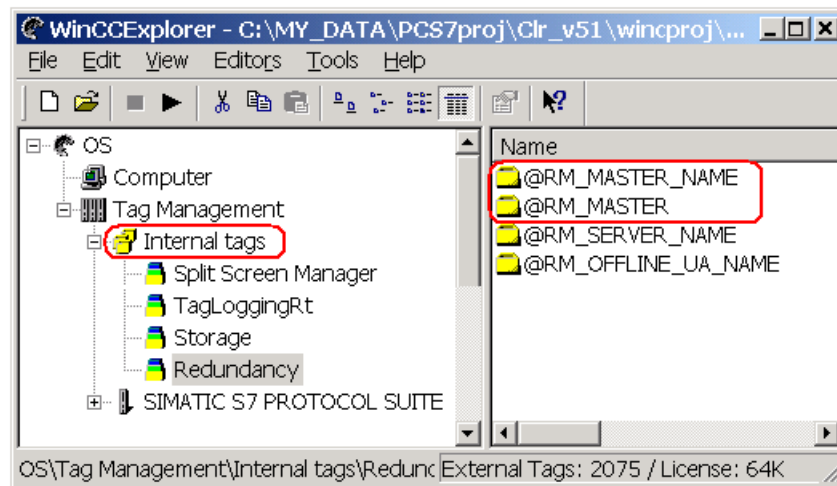 WinCCExplorer - C:\MY_DATA\PCS7proj\Clr_v51\wincproj\...
File Edit View Editors Tools Help
OS
Computer
Tag Management
Internal tags
Split Screen Manager
TagLoggingRt
Storage
Redundancy
SIMATIC S7 PROTOCOL SUITE
Name
@RM_MASTER_NAME
@RM_MASTER
@RM_SERVER_NAME
@RM_OFFLINE_UA_NAME
OS\Tag Management\Internal tags\Redunc External Tags: 2075 / License: 64K